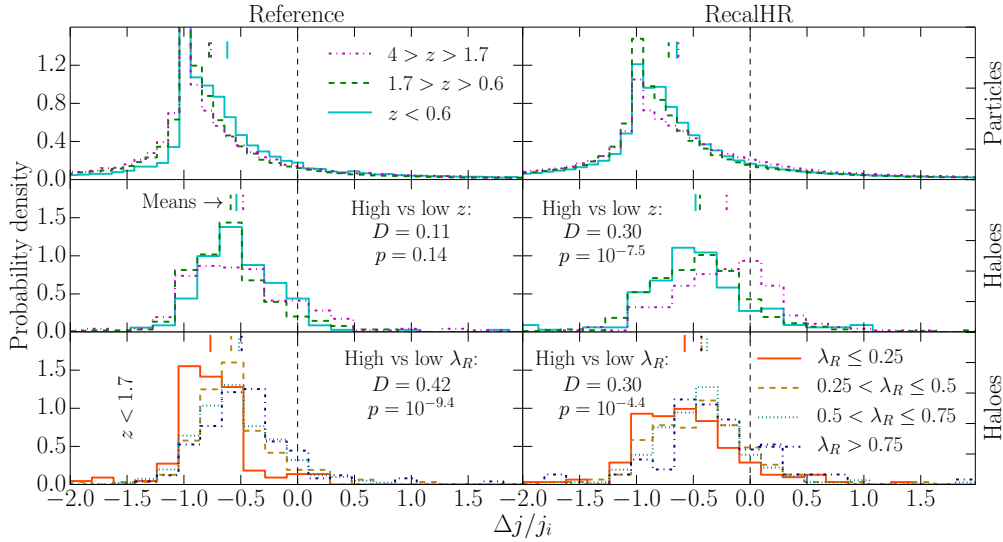 Reference
RecalHR
1.2
0.8
0.4
0.0
4 > z > 1.7
1.7 > z > 0.6
z < 0.6
Particles
Probability density
1.5
1.0
0.5
0.0
Means →
High vs low z:
D = 0.11
p = 0.14
High vs low z:
D = 0.30
p = 10^{-7.5}
Haloes
1.5
1.0
0.5
0.0
z < 1.7
High vs low λ_R:
D = 0.42
p = 10^{-9.4}
High vs low λ_R:
D = 0.30
p = 10^{-4.4}
λ_R ≤ 0.25
0.25 < λ_R ≤ 0.5
0.5 < λ_R ≤ 0.75
λ_R > 0.75
Haloes
−2.0 −1.5 −1.0 −0.5 0.0 0.5 1.0 1.5 −2.0 −1.5 −1.0 −0.5 0.0 0.5 1.0 1.5
Δj/j_i